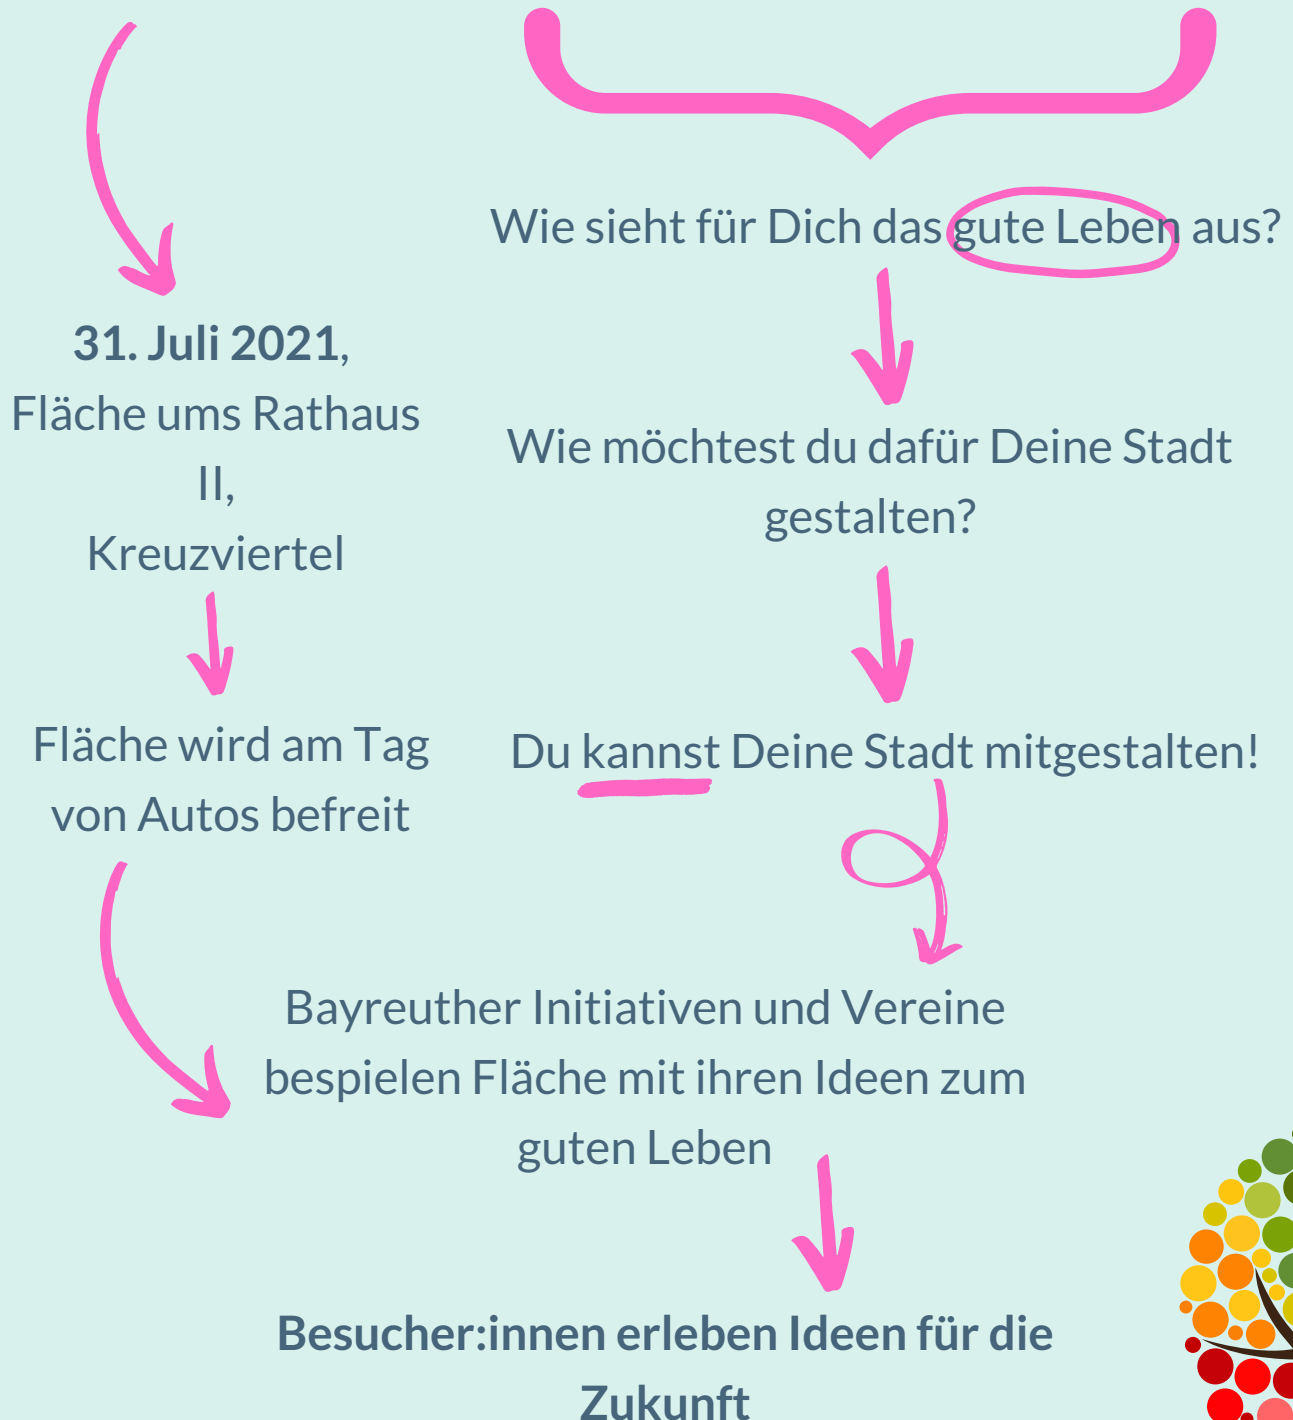 Wie sieht für Dich das gute Leben aus?
31. Juli 2021,
Fläche ums Rathaus
II,
Kreuzviertel
Wie möchtest du dafür Deine Stadt
gestalten?
Fläche wird am Tag
von Autos befreit
Du kannst Deine Stadt mitgestalten!
Bayreuther Initiativen und Vereine
bespielen Fläche mit ihren Ideen zum
guten Leben
Besucher:innen erleben Ideen für die
Zukunft